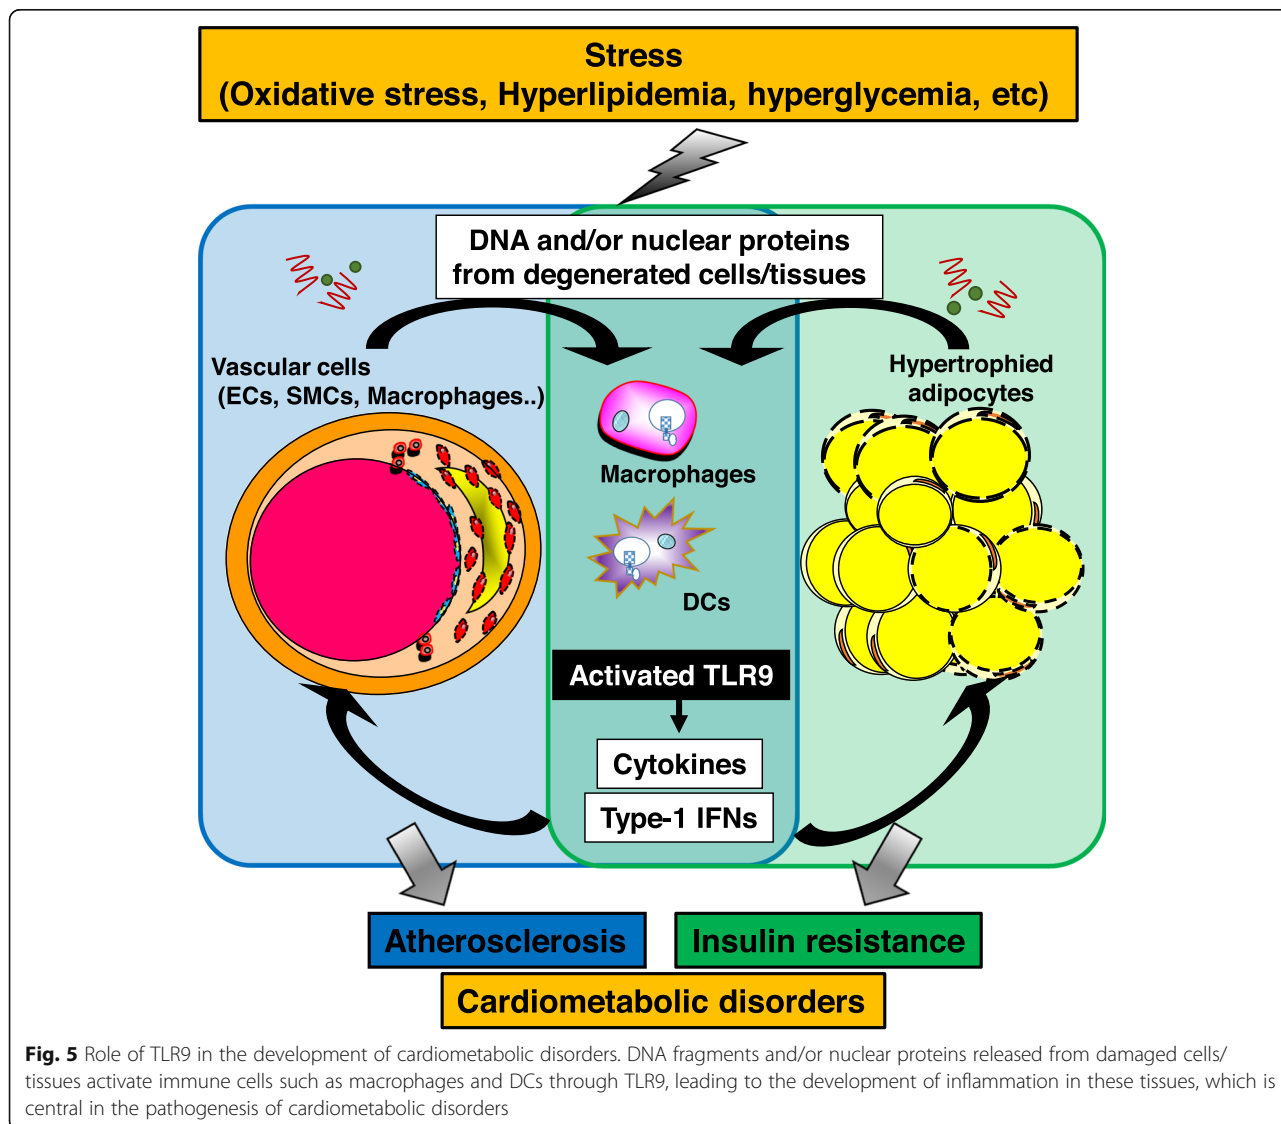 Stress
(Oxidative stress, Hyperlipidemia, hyperglycemia, etc)
DNA and/or nuclear proteins
from degenerated cells/tissues
Vascular cells
(ECs, SMCs, Macrophages..)
Hypertrophied
adipocytes
Macrophages
DCs
Activated TLR9
Cytokines
Type-1 IFNs
Atherosclerosis
Insulin resistance
Cardiometabolic disorders
Fig. 5 Role of TLR9 in the development of cardiometabolic disorders. DNA fragments and/or nuclear proteins released from damaged cells/
tissues activate immune cells such as macrophages and DCs through TLR9, leading to the development of inflammation in these tissues, which is
central in the pathogenesis of cardiometabolic disorders